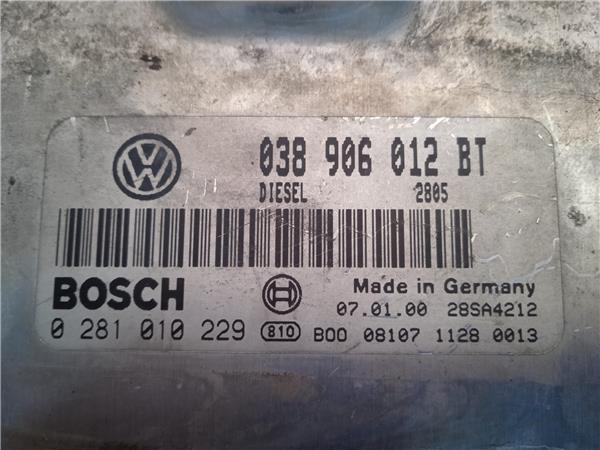 VW
038 906 012 BT
DIESEL 2805
BOSCH
Made in Germany
07.01.00 28SA4212
0 281 010 229 810 B00 08107 1128 0013